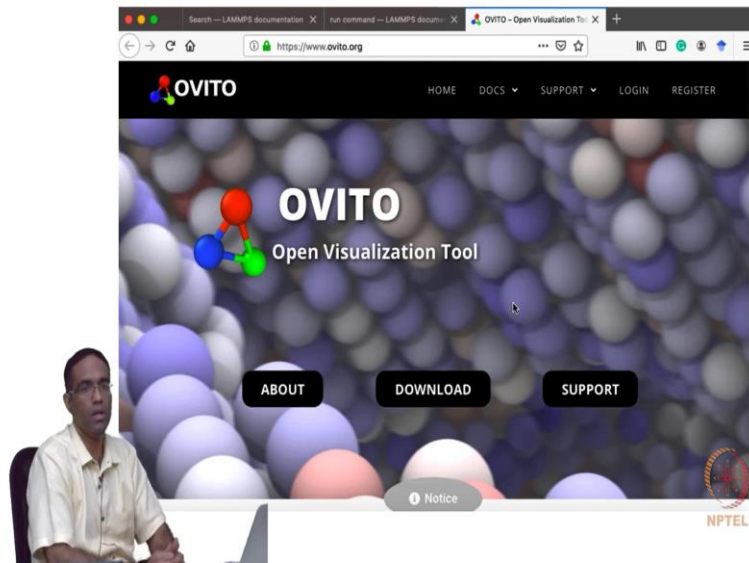 Search — LAMMPS documentation
run command — LAMMPS docume
OVITO – Open Visualization Too
https://www.ovito.org
OVITO
HOME DOCS SUPPORT LOGIN REGISTER
OVITO
Open Visualization Tool
ABOUT DOWNLOAD SUPPORT
Notice
NPTEL